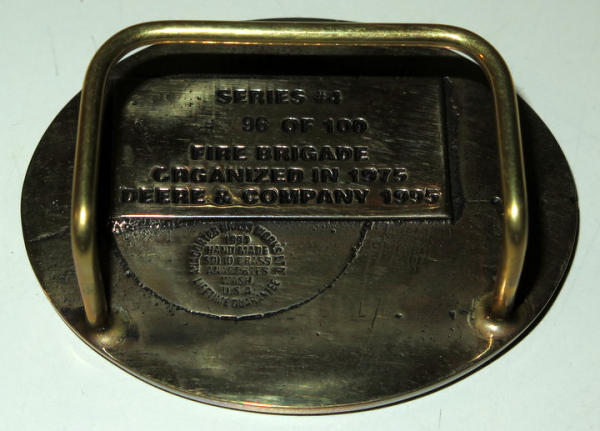 SERIES #4
96 OF 100
FIRE BRIGADE
ORGANIZED IN 1975
DEERE & COMPANY 1995
HAND MADE
SOLID BRASS
WASH
U.S.A.
LIFETIME GUARANTEE